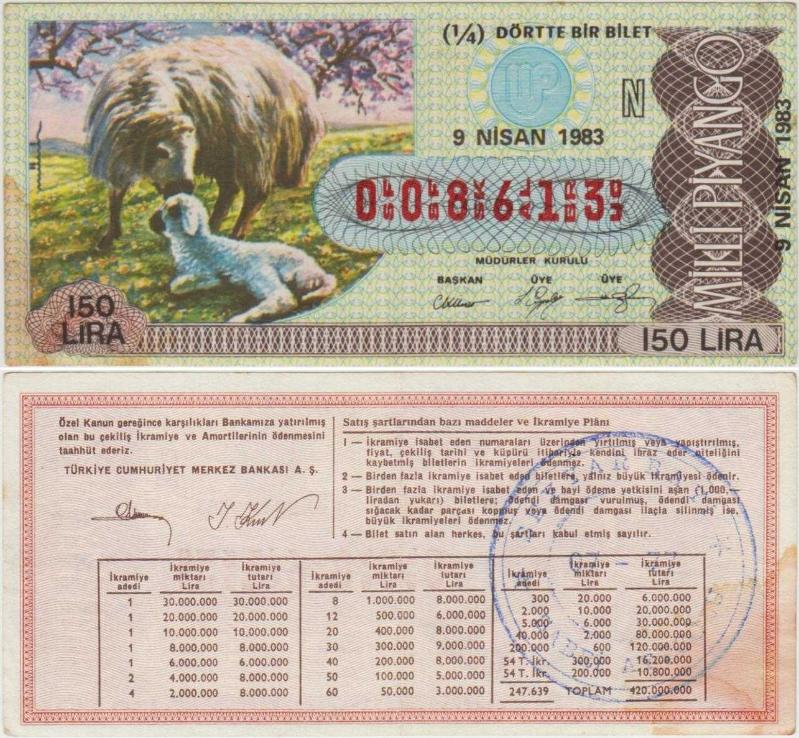 (1/4) DÖRTTE BİR BİLET
MP
N
9 NİSAN 1983
0 0 8 6 1 3
MÜDÜRLER KURULU
BAŞKAN ÜYE ÜYE
150 LIRA
150 LIRA
MİLLİ PİYANGO
9 NİSAN 1983
Özel Kanun gereğince karşılıkları Bankamıza yatırılmış
olan bu çekiliş İkramiye ve Amortilerinin ödenmesini
taahhüt ederiz.
TÜRKİYE CUMHURİYET MERKEZ BANKASI A. Ş.
Satış şartlarından bazı maddeler ve İkramiye Plânı
1 — İkramiye isabet eden numaraları üzerinden yırtılmış veya yapıştırılmış,
fiyat, çekiliş tarihi ve küpürü itibariyle kendini ibraz eder niteliğini
kaybetmiş biletlerin ikramiyeleri ödenmez.
2 — Birden fazla ikramiye isabet eden biletlere, yalnız büyük ikramiyesi ödenir.
3 — Birden fazla ikramiye isabet eden ve bayi ödeme yetkisini aşan (1,000,—
liradan yukarı) biletlere; ödendi damgası vurulmuş, ödendi damgası
sığacak kadar parçası kopmuş veya ödendi damgası ilaçla silinmiş ise,
büyük ikramiyeleri ödenmez.
4 — Bilet satın alan herkes, bu şartları kabul etmiş sayılır.
İkramiye adedi İkramiye miktarı Lira İkramiye tutarı Lira İkramiye adedi İkramiye miktarı Lira İkramiye tutarı Lira İkramiye adedi İkramiye miktarı Lira İkramiye tutarı Lira
1 30.000.000 30.000.000 8 1.000.000 8.000.000 300 20.000 6.000.000
1 20.000.000 20.000.000 12 500.000 6.000.000 2.000 10.000 20.000.000
1 10.000.000 10.000.000 20 400.000 8.000.000 5.000 6.000 30.000.000
1 8.000.000 8.000.000 30 300.000 9.000.000 40.000 2.000 80.000.000
1 6.000.000 6.000.000 40 200.000 8.000.000 200.000 600 120.000.000
2 4.000.000 8.000.000 50 100.000 5.000.000 54 T. İkr. 300.000 16.200.000
4 2.000.000 8.000.000 60 50.000 3.000.000 54 T. İkr. 200.000 10.800.000
247.639 TOPLAM 420.000.000